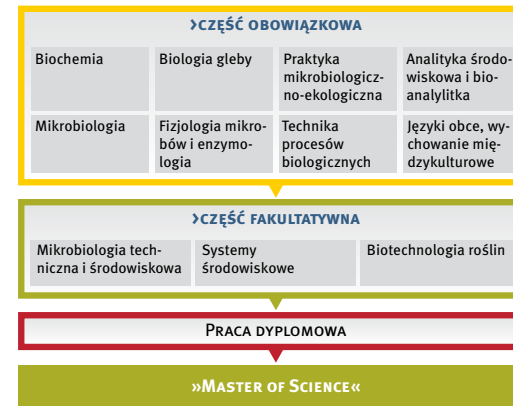 ›CZĘŚĆ OBOWIĄZKOWA
Biochemia
Biologia gleby
Praktyka
mikrobiologicz-
no-ekologiczna
Analityka środo-
wiskowa i bio-
analylitka
Mikrobiologia
Fizjologia mikro-
bów i enzymo-
logia
Technika
procesów
biologicznych
Języki obce, wy-
chowanie mię-
dzykulturowe
›CZĘŚĆ FAKULTATYWNA
Mikrobiologia tech-
niczna i środowiskowa
Systemy
środowiskowe
Biotechnologia roślin
PRACA DYPLOMOWA
»MASTER OF SCIENCE«